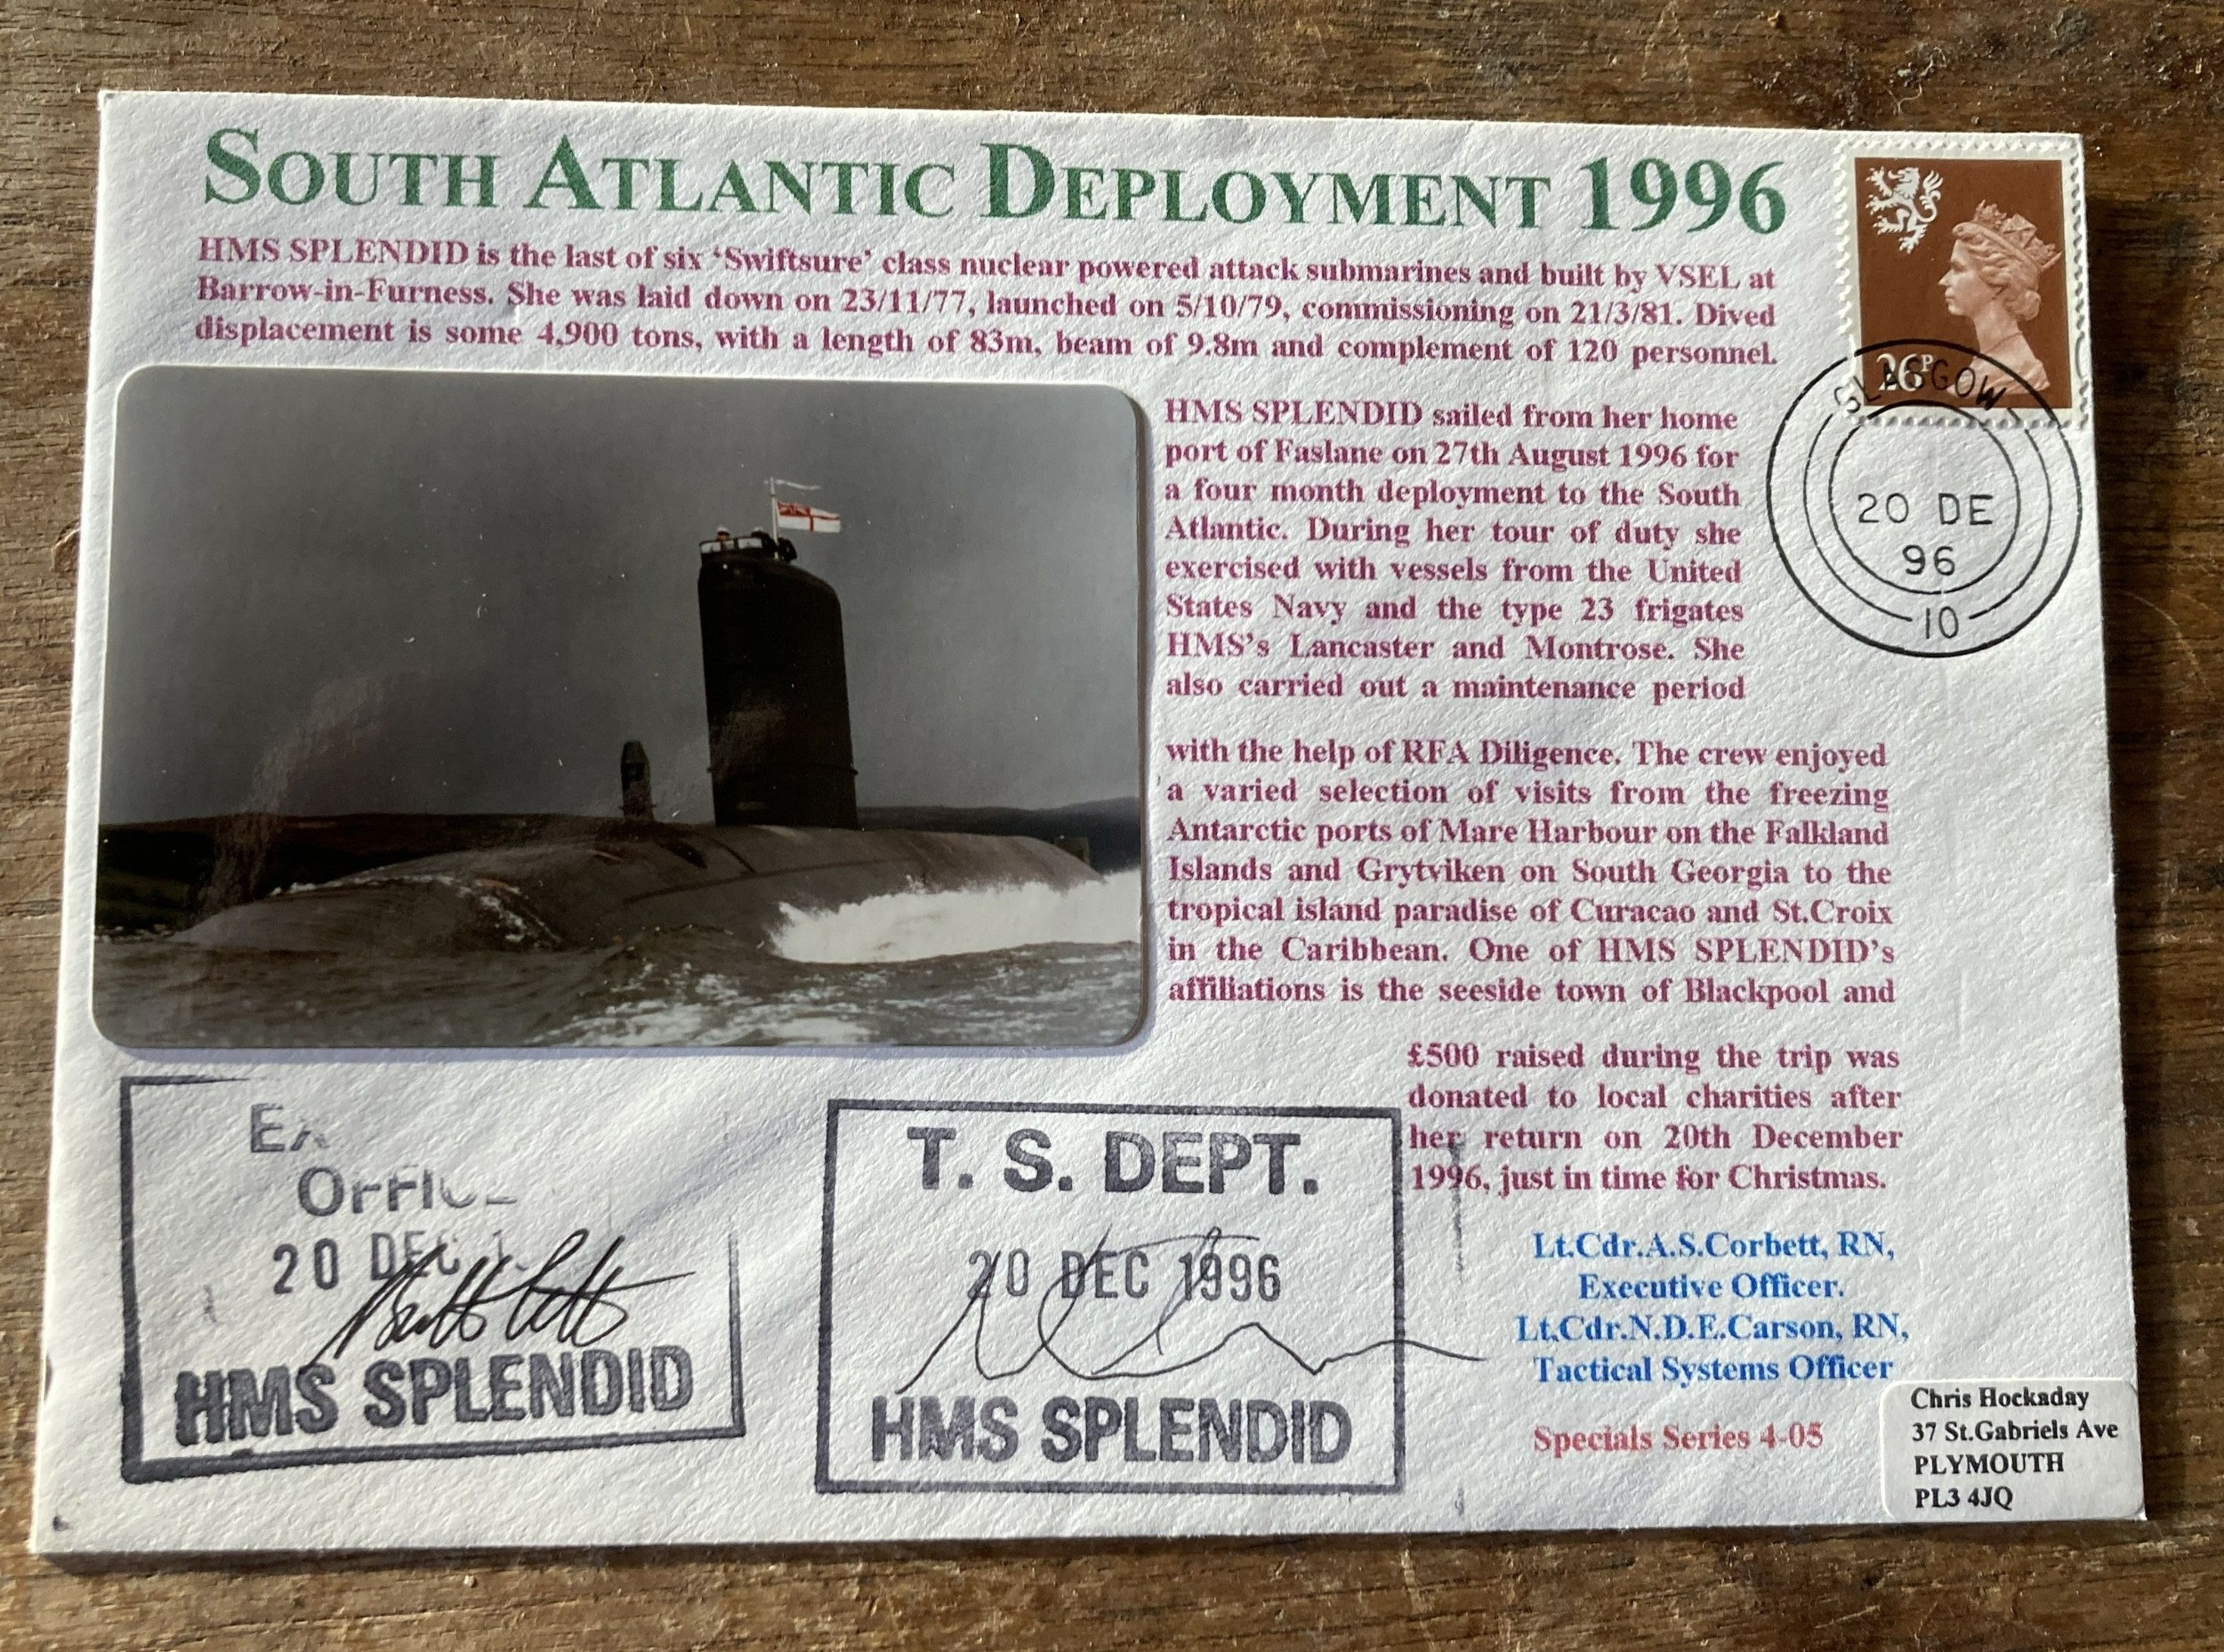 SOUTH ATLANTIC DEPLOYMENT 1996
HMS SPLENDID is the last of six ‘Swiftsure’ class nuclear powered attack submarines and built by VSEL at
Barrow-in-Furness. She was laid down on 23/11/77, launched on 5/10/79, commissioning on 21/3/81. Dived
displacement is some 4,900 tons, with a length of 83m, beam of 9.8m and complement of 120 personnel.
26P
GLASGOW
20 DE
96
10
HMS SPLENDID sailed from her home
port of Faslane on 27th August 1996 for
a four month deployment to the South
Atlantic. During her tour of duty she
exercised with vessels from the United
States Navy and the type 23 frigates
HMS's Lancaster and Montrose. She
also carried out a maintenance period
with the help of RFA Diligence. The crew enjoyed
a varied selection of visits from the freezing
Antarctic ports of Mare Harbour on the Falkland
Islands and Grytviken on South Georgia to the
tropical island paradise of Curacao and St.Croix
in the Caribbean. One of HMS SPLENDID's
affiliations is the seeside town of Blackpool and
£500 raised during the trip was
donated to local charities after
her return on 20th December
1996, just in time for Christmas.
20 DEC
HMS SPLENDID
T. S. DEPT.
20 DEC 1996
HMS SPLENDID
Lt.Cdr.A.S.Corbett, RN,
Executive Officer.
Lt.Cdr.N.D.E.Carson, RN,
Tactical Systems Officer
Specials Series 4-05
Chris Hockaday
37 St.Gabriels Ave
PLYMOUTH
PL3 4JQ